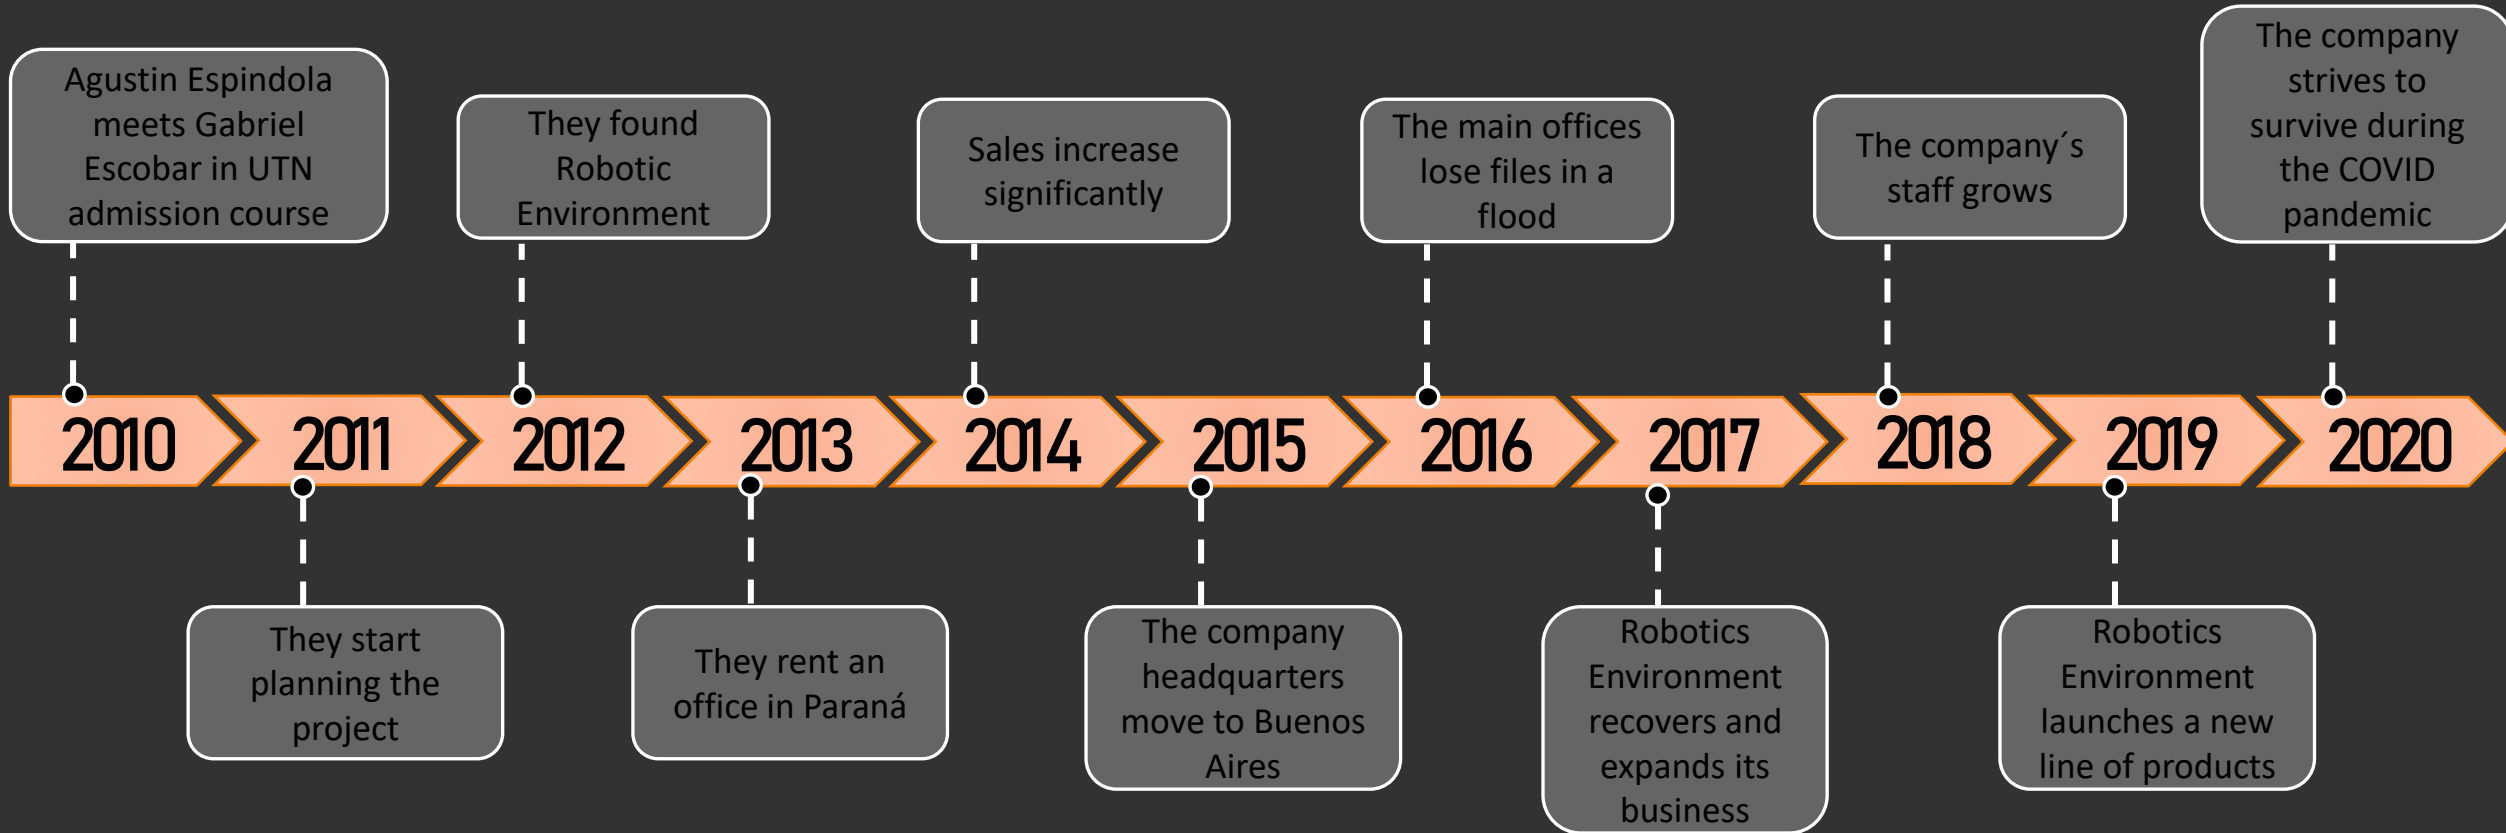 Agustin Espindola
meets Gabriel
Escobar in UTN
admission course
They found
Robotic
Environment
Sales increase
significantly
The main offices
lose files in a
flood
The company´s
staff grows
The company
strives to
survive during
the COVID
pandemic
2010
2011
2012
2013
2014
2015
2016
2017
2018
2019
2020
They start
planning the
project
They rent an
office in Paraná
The company
headquarters
move to Buenos
Aires
Robotics
Environment
recovers and
expands its
business
Robotics
Environment
launches a new
line of products